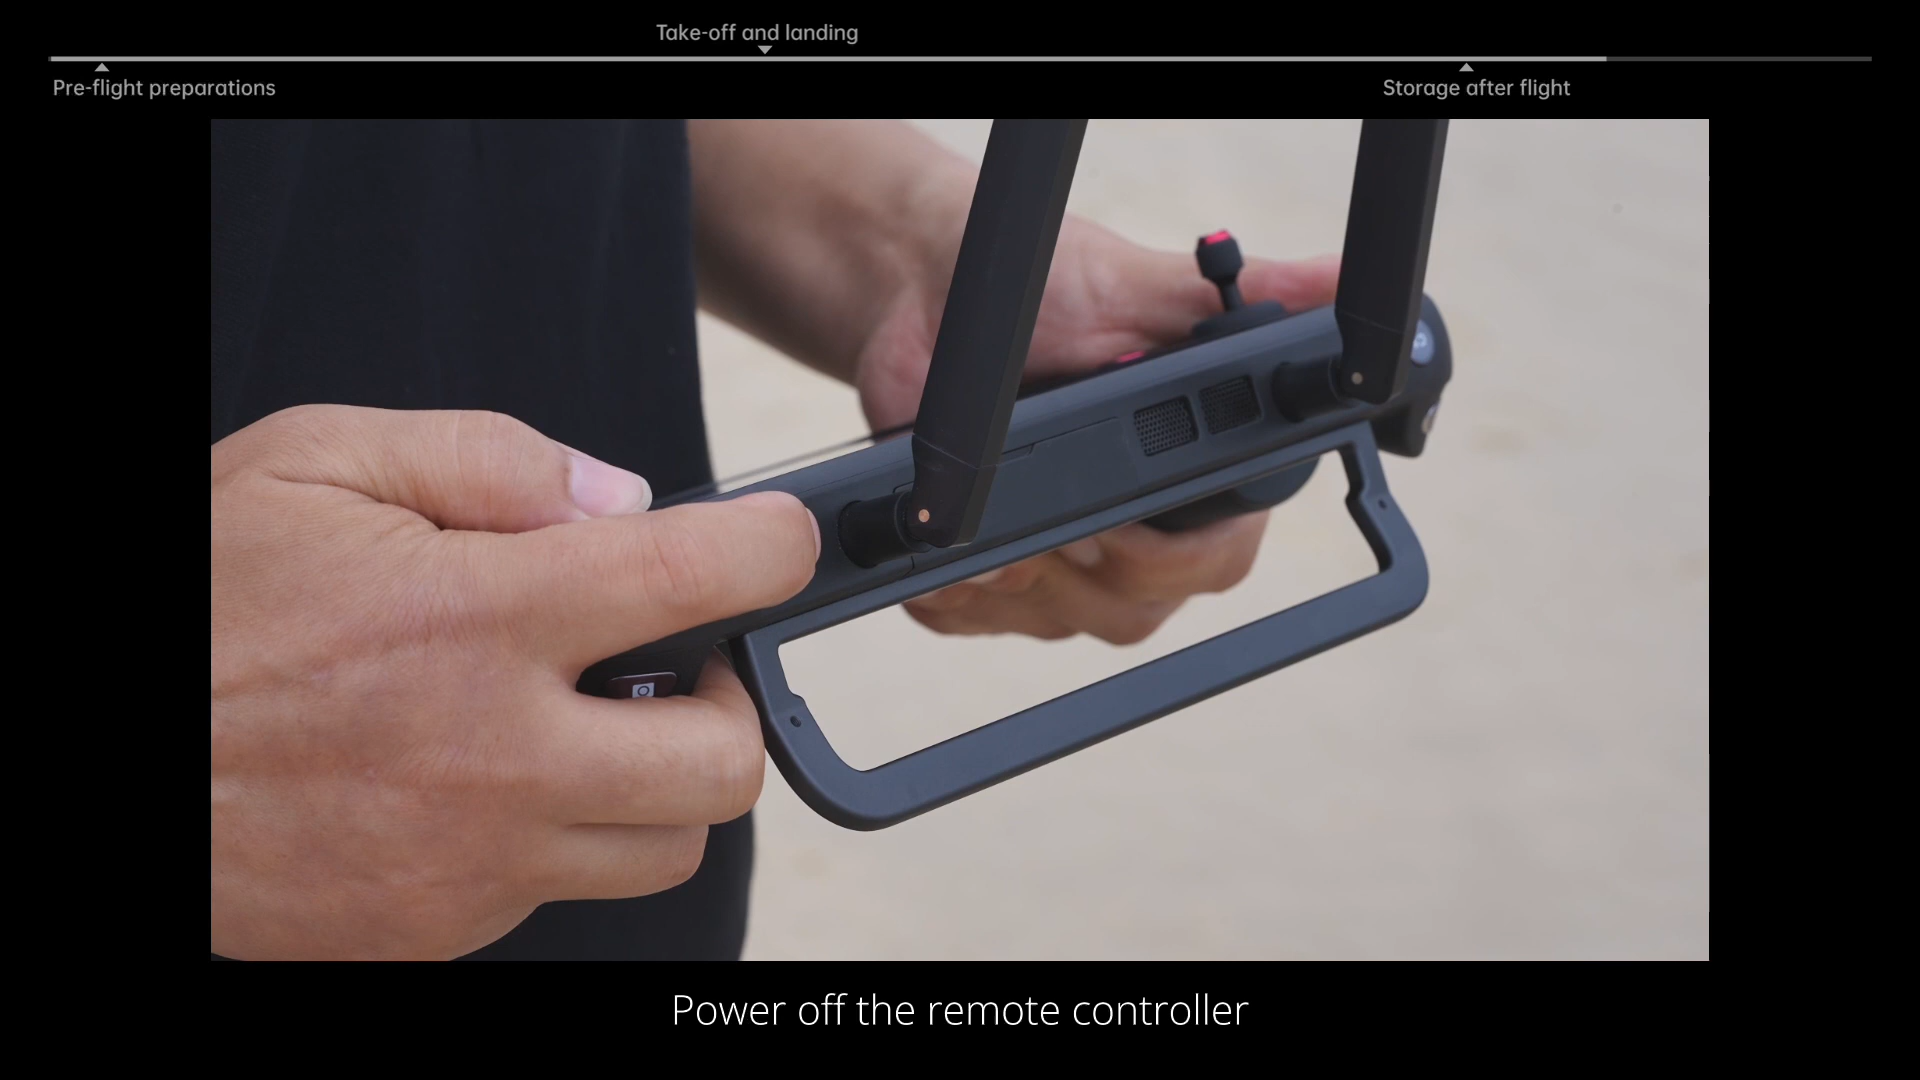 Take-off and landing
Pre-flight preparations
Storage after flight
Power off the remote controller